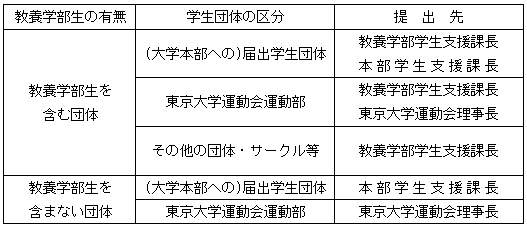 教養学部生の有無 学生団体の区分 提 出 先
教養学部生を
含む団体
(大学本部への)届出学生団体
教養学部学生支援課長
本 部 学 生 支 援 課 長
東京大学運動会運動部
教養学部学生支援課長
東京大学運動会理事長
その他の団体・サークル等
教養学部学生支援課長
教養学部生を
含まない団体
(大学本部への)届出学生団体
本 部 学 生 支 援 課 長
東京大学運動会運動部
東京大学運動会理事長